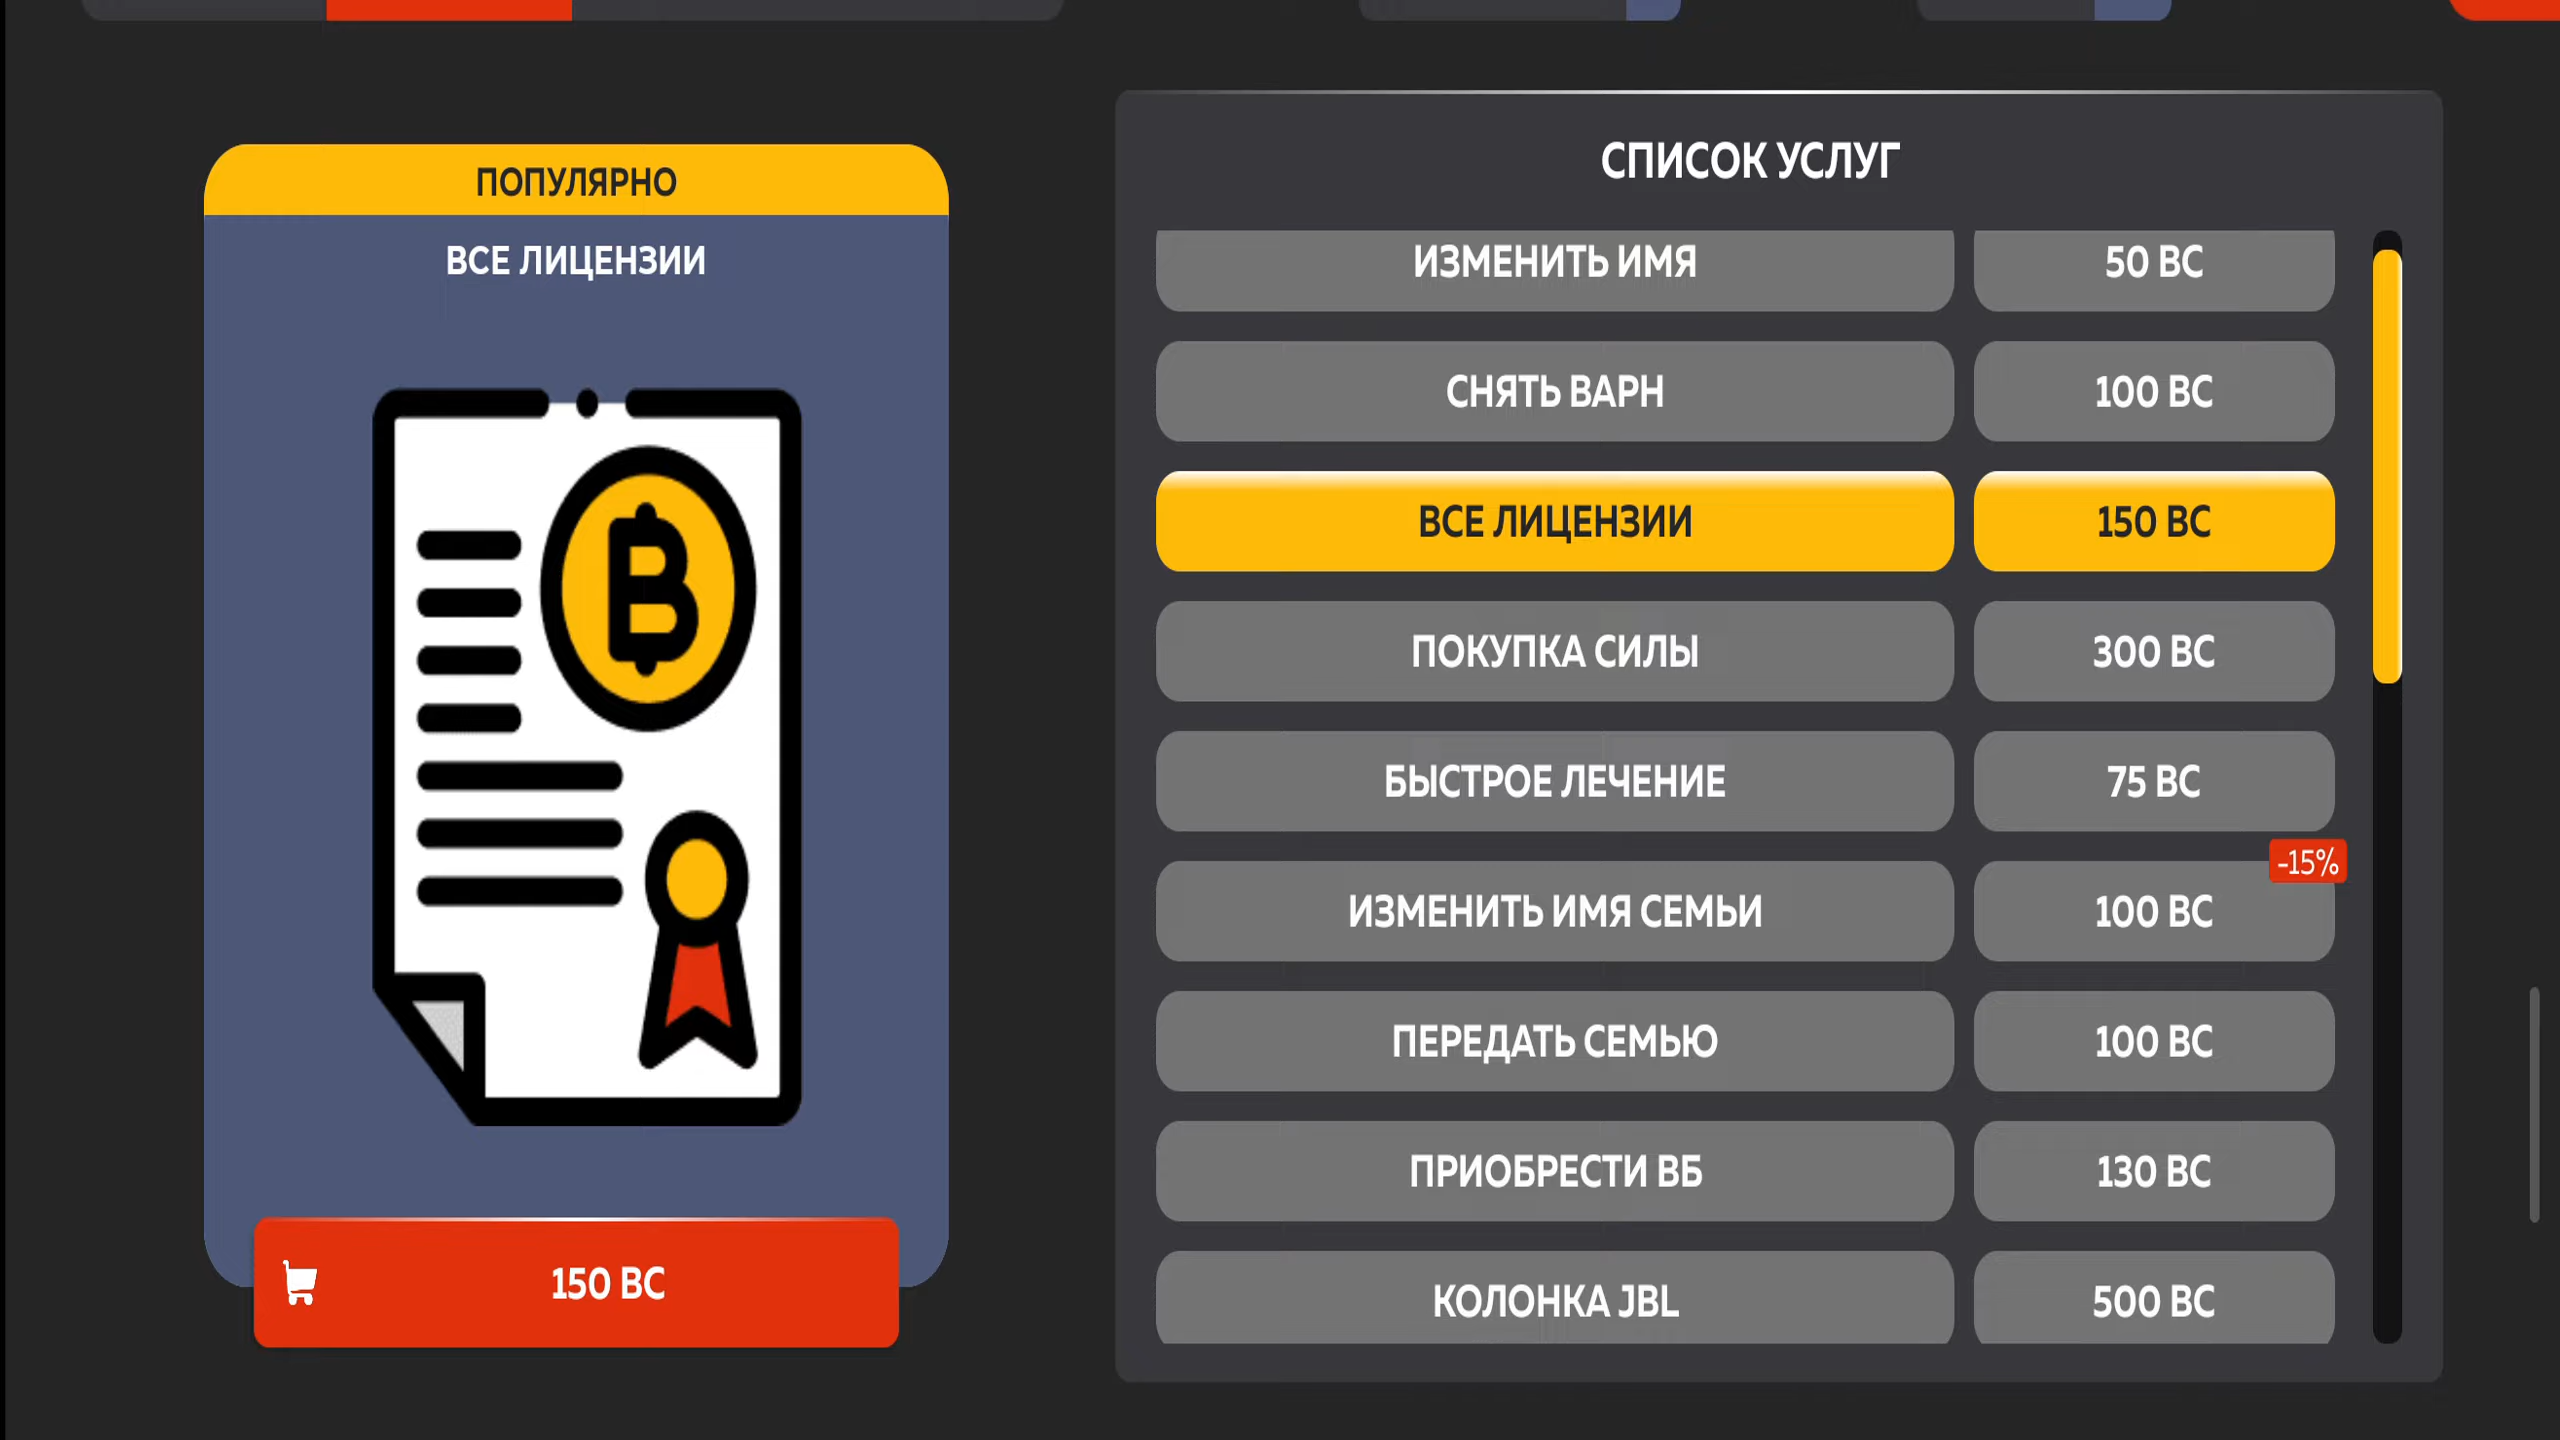 ПОПУЛЯРНО
ВСЕ ЛИЦЕНЗИИ
150 BC
СПИСОК УСЛУГ
ИЗМЕНИТЬ ИМЯ 50 BC
СНЯТЬ ВАРН 100 BC
ВСЕ ЛИЦЕНЗИИ 150 BC
ПОКУПКА СИЛЫ 300 BC
БЫСТРОЕ ЛЕЧЕНИЕ 75 BC
-15%
ИЗМЕНИТЬ ИМЯ СЕМЬИ 100 BC
ПЕРЕДАТЬ СЕМЬЮ 100 BC
ПРИОБРЕСТИ ВБ 130 BC
КОЛОНКА JBL 500 BC